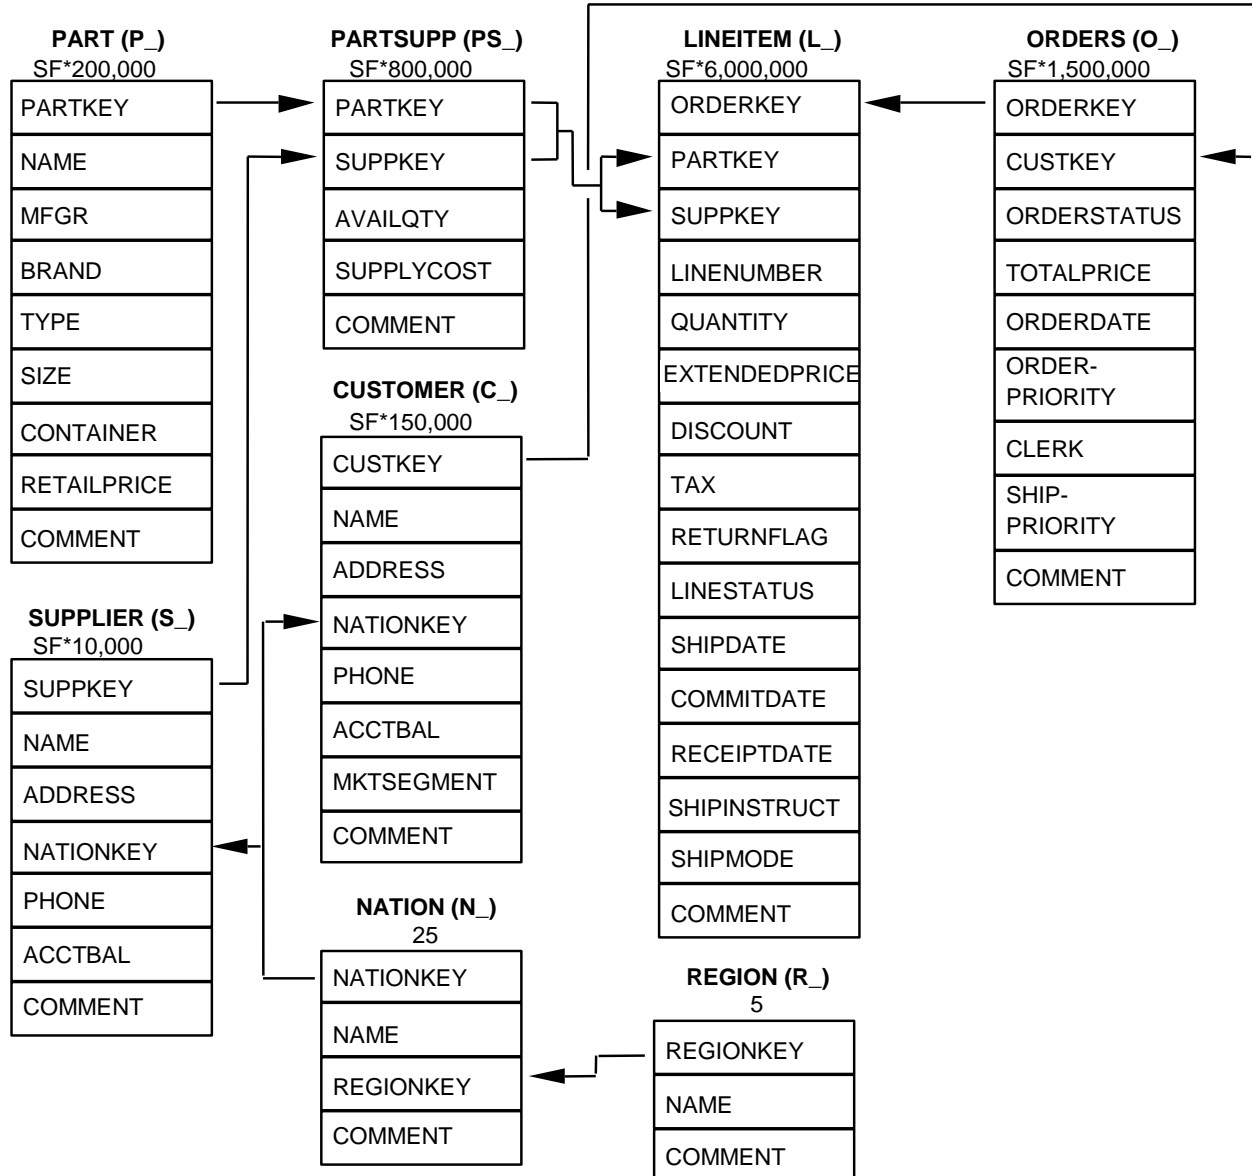 PART (P_)
SF*200,000
PARTKEY
NAME
MFGR
BRAND
TYPE
SIZE
CONTAINER
RETAILPRICE
COMMENT
SUPPLIER (S_)
SF*10,000
SUPPKEY
NAME
ADDRESS
NATIONKEY
PHONE
ACCTBAL
COMMENT
PARTSUPP (PS_)
SF*800,000
PARTKEY
SUPPKEY
AVAILQTY
SUPPLYCOST
COMMENT
CUSTOMER (C_)
SF*150,000
CUSTKEY
NAME
ADDRESS
NATIONKEY
PHONE
ACCTBAL
MKTSEGMENT
COMMENT
NATION (N_)
25
NATIONKEY
NAME
REGIONKEY
COMMENT
LINEITEM (L_)
SF*6,000,000
ORDERKEY
PARTKEY
SUPPKEY
LINENUMBER
QUANTITY
EXTENDEDPRICE
DISCOUNT
TAX
RETURNFLAG
LINESTATUS
SHIPDATE
COMMITDATE
RECEIPTDATE
SHIPINSTRUCT
SHIPMODE
COMMENT
REGION (R_)
5
REGIONKEY
NAME
COMMENT
ORDERS (O_)
SF*1,500,000
ORDERKEY
CUSTKEY
ORDERSTATUS
TOTALPRICE
ORDERDATE
ORDER-
PRIORITY
CLERK
SHIP-
PRIORITY
COMMENT